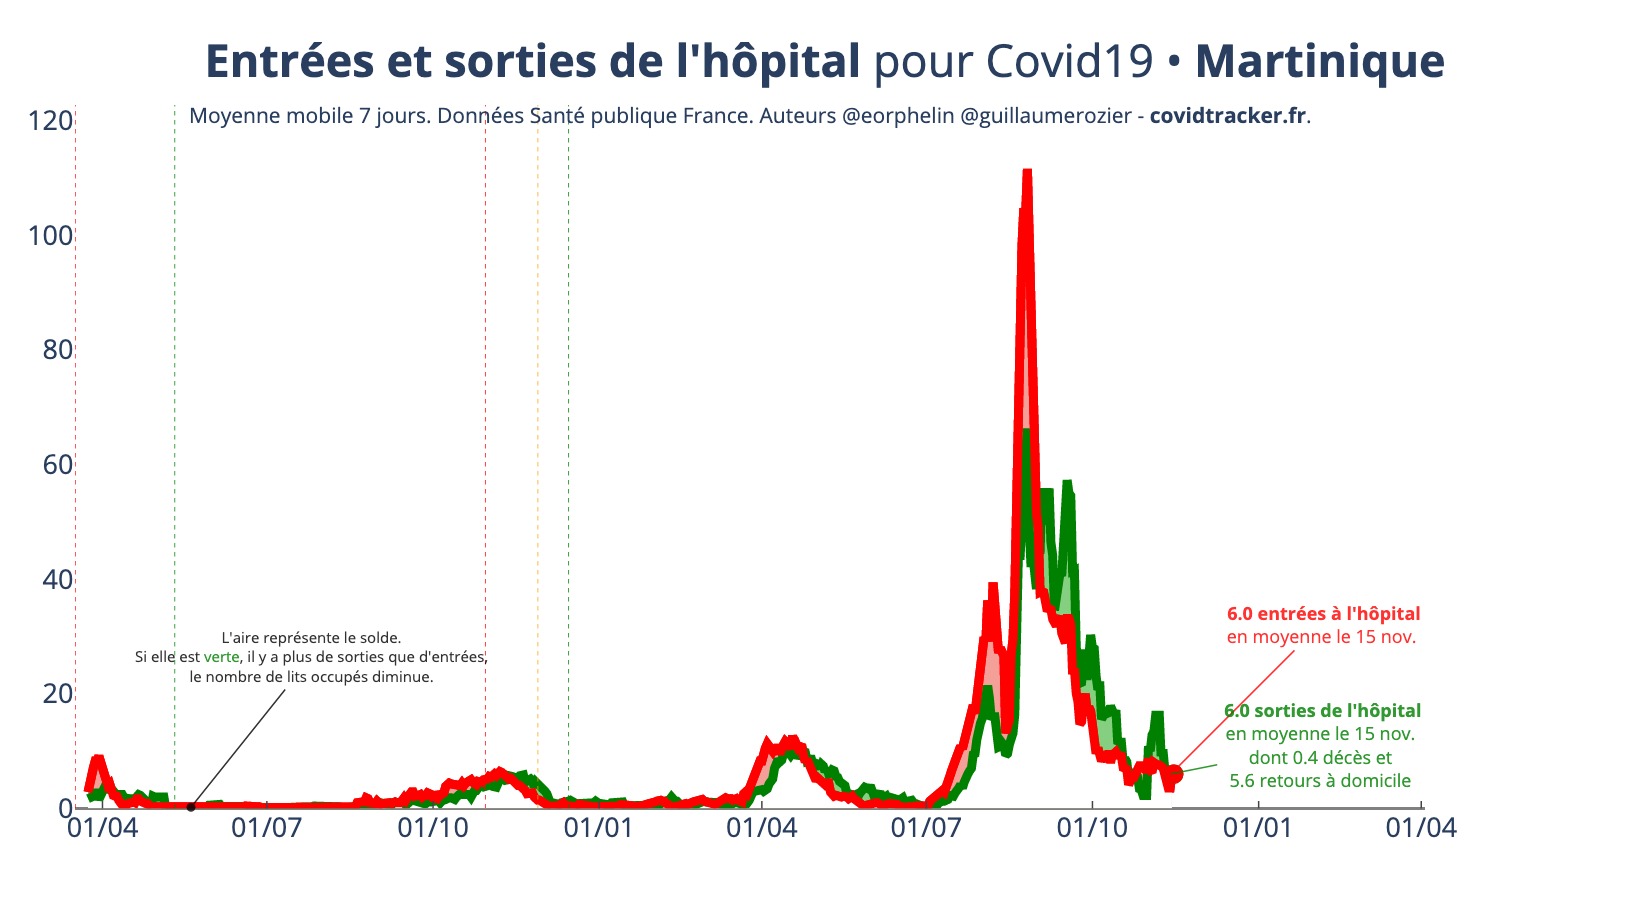 Entrées et sorties de l'hôpital pour Covid19 • Martinique
Moyenne mobile 7 jours. Données Santé publique France. Auteurs @eorphelin @guillaumerozier - covidtracker.fr.
120
100
80
60
40
20
0
L'aire représente le solde.
Si elle est verte, il y a plus de sorties que d'entrées,
le nombre de lits occupés diminue.
6.0 entrées à l'hôpital
en moyenne le 15 nov.
6.0 sorties de l'hôpital
en moyenne le 15 nov.
dont 0.4 décès et
5.6 retours à domicile
01/04
01/07
01/10
01/01
01/04
01/07
01/10
01/01
01/04